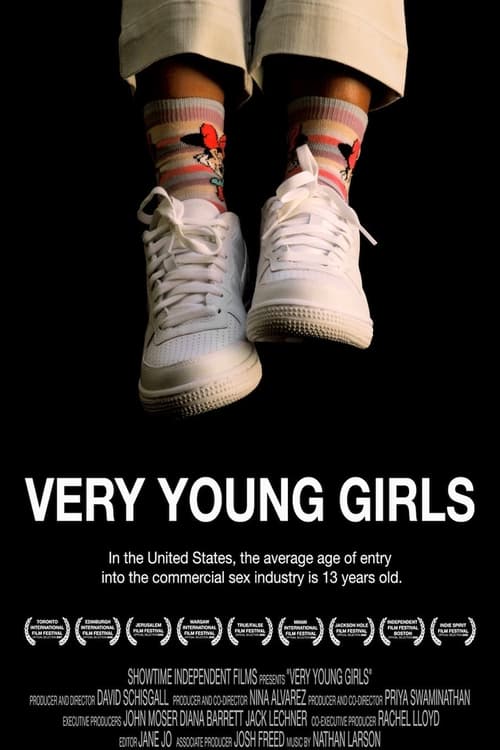 VERY YOUNG GIRLS
In the United States, the average age of entry
into the commercial sex industry is 13 years old.
TORONTO INTERNATIONAL FILM FESTIVAL
EDINBURGH INTERNATIONAL FILM FESTIVAL
JERUSALEM FILM FESTIVAL
WARSAW INTERNATIONAL FILM FESTIVAL
TRUE/FALSE FILM FESTIVAL
MIAMI INTERNATIONAL FILM FESTIVAL
JACKSON HOLE FILM FESTIVAL
INDEPENDENT FILM FESTIVAL BOSTON
INDIE SPIRIT FILM FESTIVAL
SHOWTIME INDEPENDENT FILMS PRESENTS "VERY YOUNG GIRLS"
PRODUCER AND DIRECTOR DAVID SCHISGALL PRODUCER AND CO-DIRECTOR NINA ALVAREZ PRODUCER AND CO-DIRECTOR PRIYA SWAMINATHAN
EXECUTIVE PRODUCERS JOHN MOSER DIANA BARRETT JACK LECHNER CO-EXECUTIVE PRODUCER RACHEL LLOYD
EDITOR JANE JO ASSOCIATE PRODUCER JOSH FREED MUSIC BY NATHAN LARSON